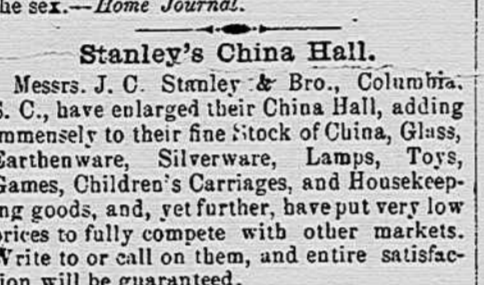 the sex.—Home Journal.
Stanley's China Hall.
Messrs. J. C. Stanley & Bro., Columbia,
S. C., have enlarged their China Hall, adding
immensely to their fine Stock of China, Glass,
Earthenware, Silverware, Lamps, Toys,
Games, Children's Carriages, and Housekeep-
ing goods, and, yet further, have put very low
prices to fully compete with other markets.
Write to or call on them, and entire satisfac-
tion will be guaranteed.